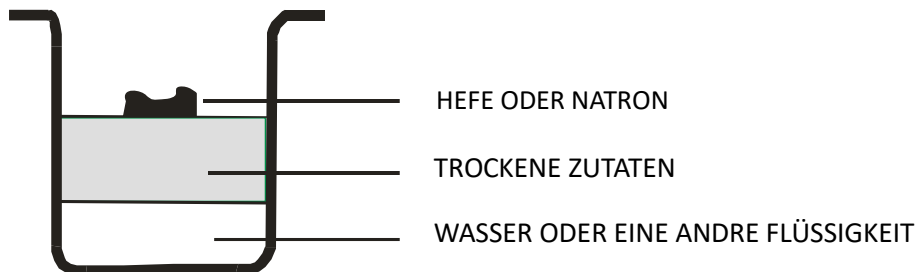 HEFE ODER NATRON
TROCKENE ZUTATEN
WASSER ODER EINE ANDRE FLÜSSIGKEIT